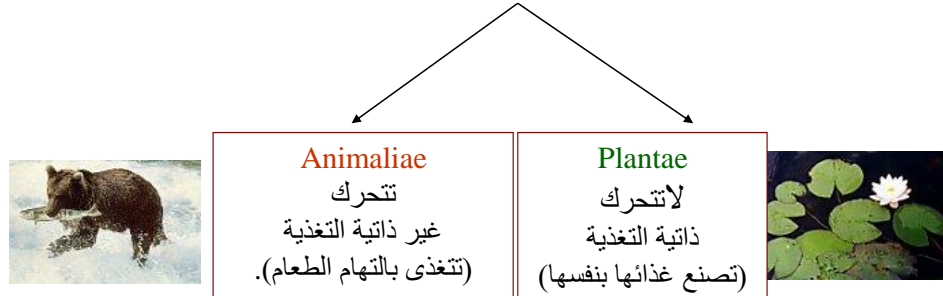 Plantae
لاتتحرك
ذاتية التغذية
(تصنع غذائها بنفسها)
Animaliae
تتحرك
غير ذاتية التغذية
(تتغذى بالتهام الطعام).